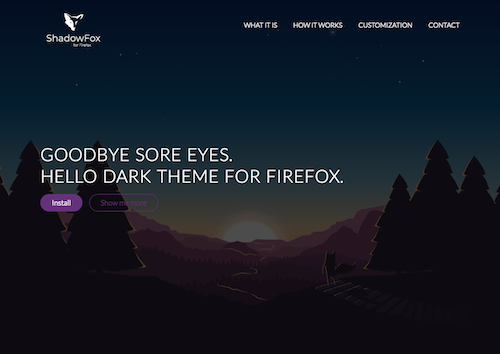 ShadowFox
for Firefox
WHAT IT IS
HOW IT WORKS
CUSTOMIZATION
CONTACT
GOODBYE SORE EYES.
HELLO DARK THEME FOR FIREFOX.
Install
Show me more